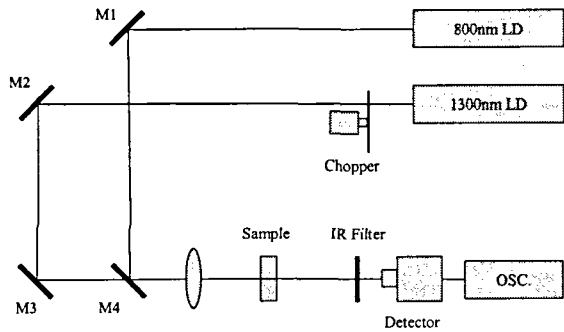 M1
800nm LD
M2
1300nm LD
Chopper
Sample
IR Filter
OSC.
M3
M4
Detector